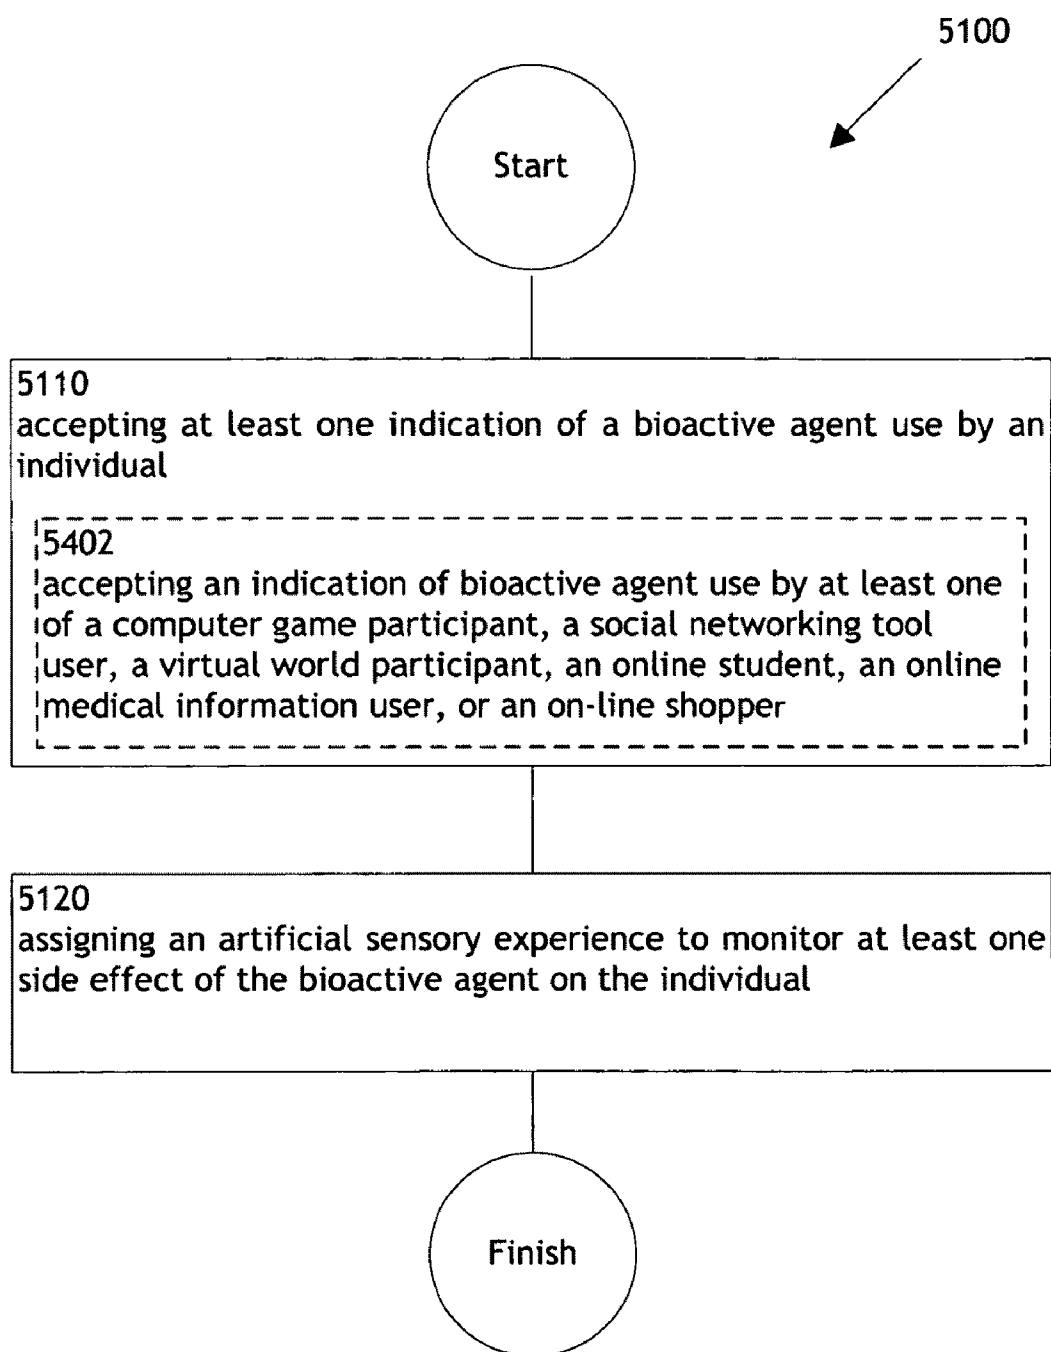 5100
Start
5110
accepting at least one indication of a bioactive agent use by an
individual
5402
accepting an indication of bioactive agent use by at least one
of a computer game participant, a social networking tool
user, a virtual world participant, an online student, an online
medical information user, or an on-line shopper
5120
assigning an artificial sensory experience to monitor at least one
side effect of the bioactive agent on the individual
Finish